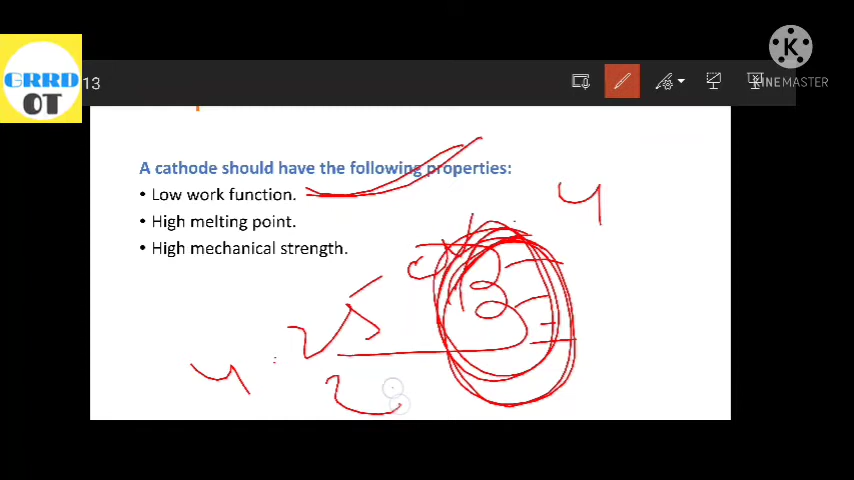 GRRD
OT
13
KINEMASTER
A cathode should have the following properties:
• Low work function.
• High melting point.
• High mechanical strength.